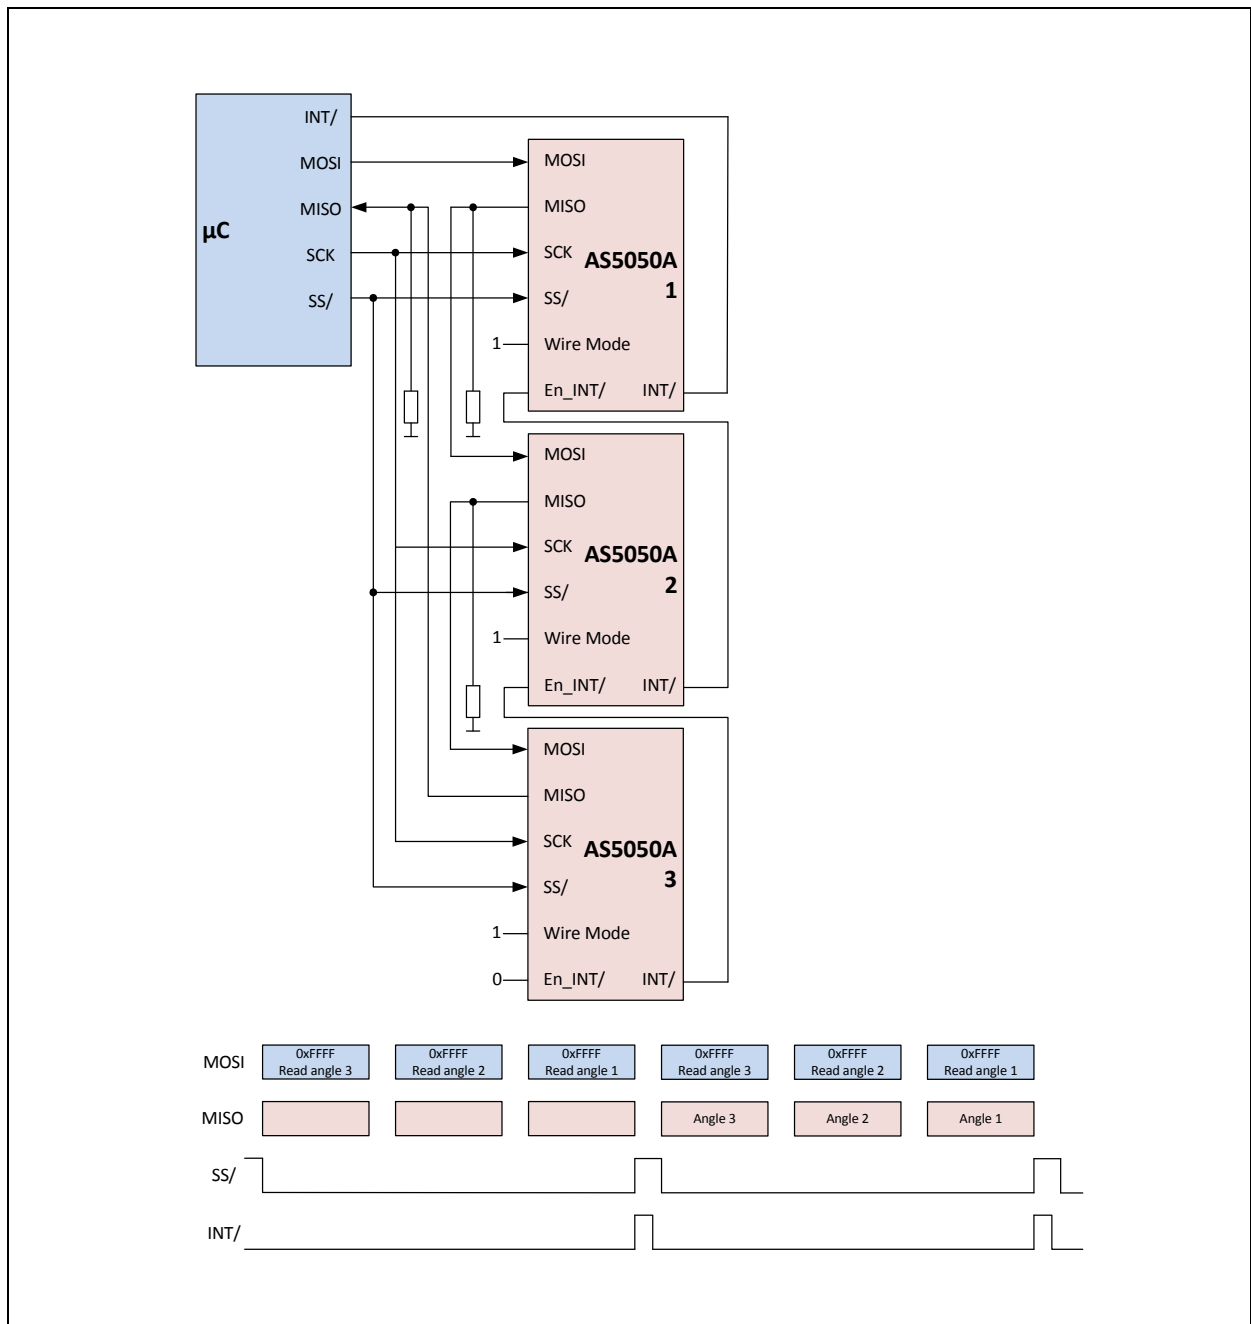 INT/
MOSI
MISO
µC
SCK
SS/
MOSI
MISO
SCK
AS5050A
1
SS/
1
Wire Mode
En_INT/ INT/
MOSI
MISO
SCK
AS5050A
2
SS/
1
Wire Mode
En_INT/ INT/
MOSI
MISO
SCK
AS5050A
3
SS/
1
Wire Mode
0
En_INT/ INT/
MOSI
0xFFFF
Read angle 3
0xFFFF
Read angle 2
0xFFFF
Read angle 1
0xFFFF
Read angle 3
0xFFFF
Read angle 2
0xFFFF
Read angle 1
MISO
Angle 3
Angle 2
Angle 1
SS/
INT/